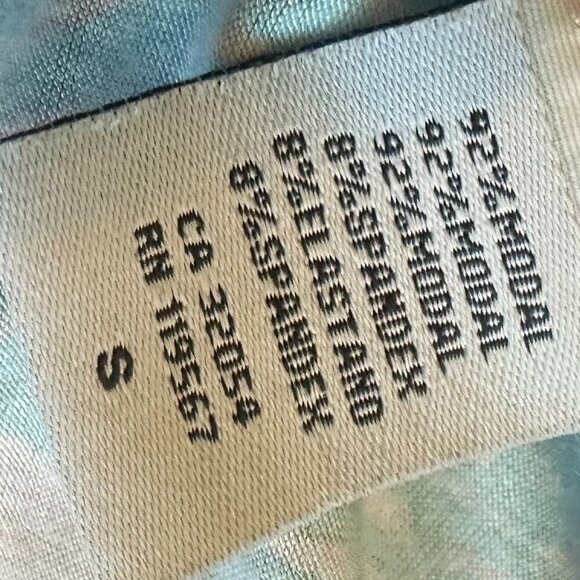 92%MODAL
92%MODAL
92%MODAL
8%SPANDEX
8%ELASTANO
8%SPANDEX
CA 32054
RN 119567
S